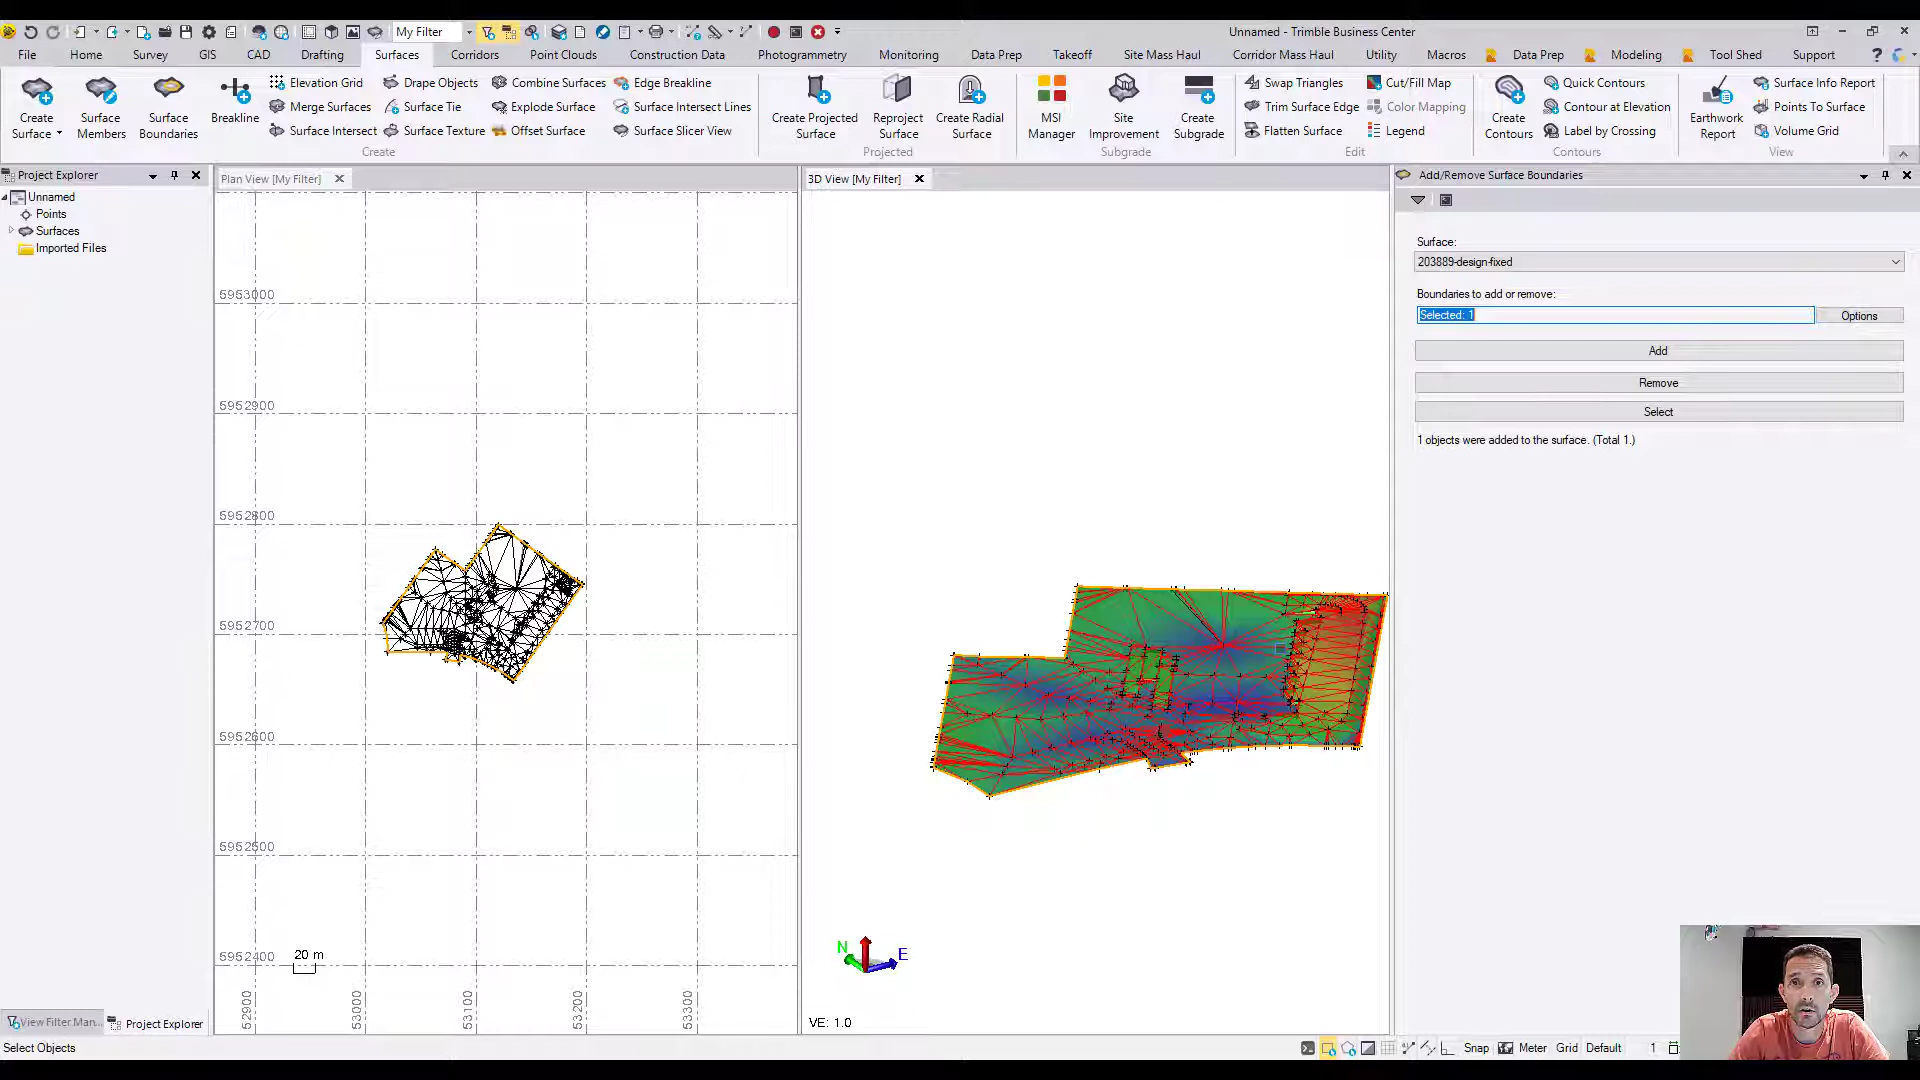 My Filter
Unnamed - Trimble Business Center
File Home Survey GIS CAD Drafting Surfaces Corridors Point Clouds Construction Data Photogrammetry Monitoring Data Prep Takeoff Site Mass Haul Corridor Mass Haul Utility Macros Data Prep Modeling Tool Shed Support
Create Surface
Surface Members
Surface Boundaries
Breakline
Elevation Grid
Merge Surfaces
Surface Intersect
Drape Objects
Surface Tie
Surface Texture
Combine Surfaces
Explode Surface
Offset Surface
Edge Breakline
Surface Intersect Lines
Surface Slicer View
Create
Create Projected Surface
Reproject Surface
Create Radial Surface
Projected
MSI Manager
Site Improvement
Create Subgrade
Subgrade
Swap Triangles
Trim Surface Edge
Flatten Surface
Cut/Fill Map
Color Mapping
Legend
Edit
Create Contours
Quick Contours
Contour at Elevation
Label by Crossing
Contours
Earthwork Report
Surface Info Report
Points To Surface
Volume Grid
View
Project Explorer
Unnamed
Points
Surfaces
Imported Files
Plan View [My Filter]
5953000
5952900
5952800
5952700
5952600
5952500
5952400
20 m
52900
53000
53100
53200
53300
3D View [My Filter]
N
E
VE: 1.0
Add/Remove Surface Boundaries
Surface:
203889-design-fixed
Boundaries to add or remove:
Selected: 1
Options
Add
Remove
Select
1 objects were added to the surface. (Total 1.)
View Filter Man...
Project Explorer
Select Objects
Snap
Meter
Grid
Default
1